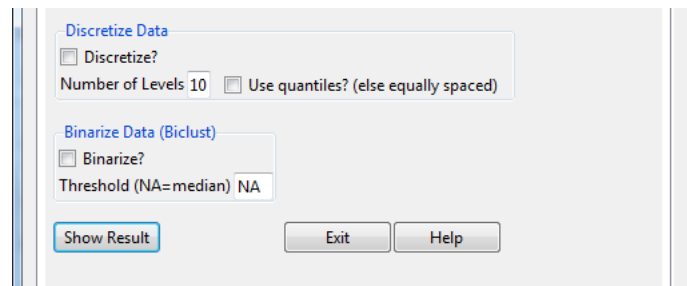 Discretize Data
Discretize?
Number of Levels 10 Use quantiles? (else equally spaced)
Binarize Data (Biclust)
Binarize?
Threshold (NA=median) NA
Show Result Exit Help